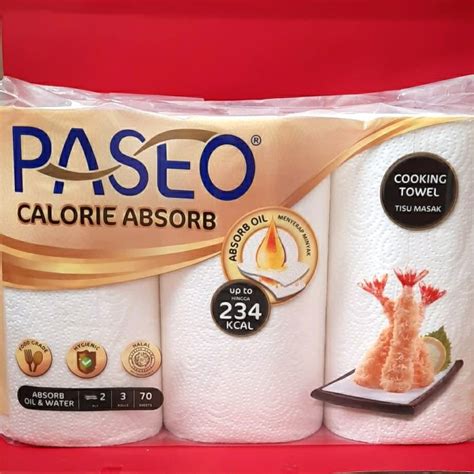 PASEO®
CALORIE ABSORB
ABSORB OIL
MENYERAP MINYAK
up to
HINGGA
234
KCAL
COOKING
TOWEL
TISU MASAK
FOOD GRADE
HYGIENIC
HALAL
ABSORB
OIL & WATER
2
3
ROLLS
70
SHEETS